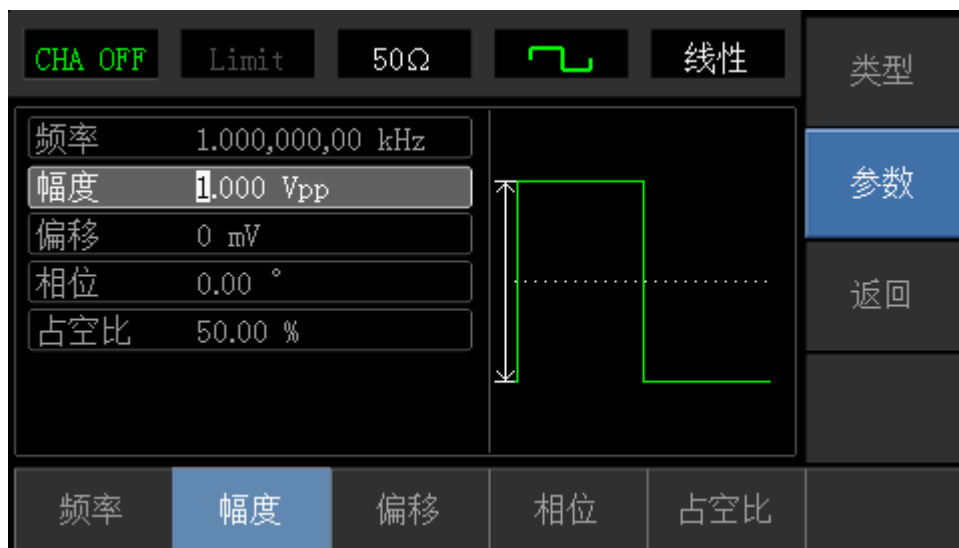 CHA OFF Limit 50Ω 线性 类型
频率 1.000,000,00 kHz
幅度 1.000 Vpp 参数
偏移 0 mV
相位 0.00 ° 返回
占空比 50.00 %
频率 幅度 偏移 相位 占空比